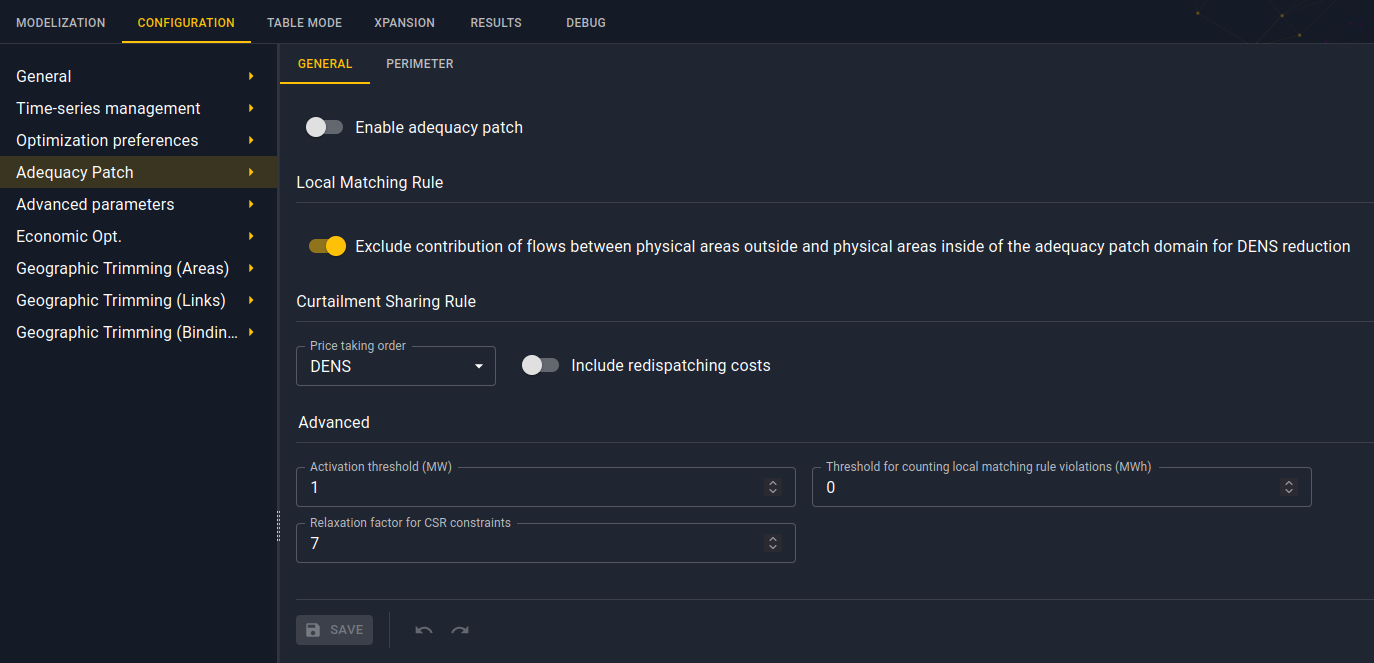 MODELIZATION CONFIGURATION TABLE MODE XPANSION RESULTS DEBUG
General
Time-series management
Optimization preferences
Adequacy Patch
Advanced parameters
Economic Opt.
Geographic Trimming (Areas)
Geographic Trimming (Links)
Geographic Trimming (Bindin...
GENERAL PERIMETER
Enable adequacy patch
Local Matching Rule
Exclude contribution of flows between physical areas outside and physical areas inside of the adequacy patch domain for DENS reduction
Curtailment Sharing Rule
Price taking order
DENS
Include redispatching costs
Advanced
Activation threshold (MW)
1
Threshold for counting local matching rule violations (MWh)
0
Relaxation factor for CSR constraints
7
SAVE